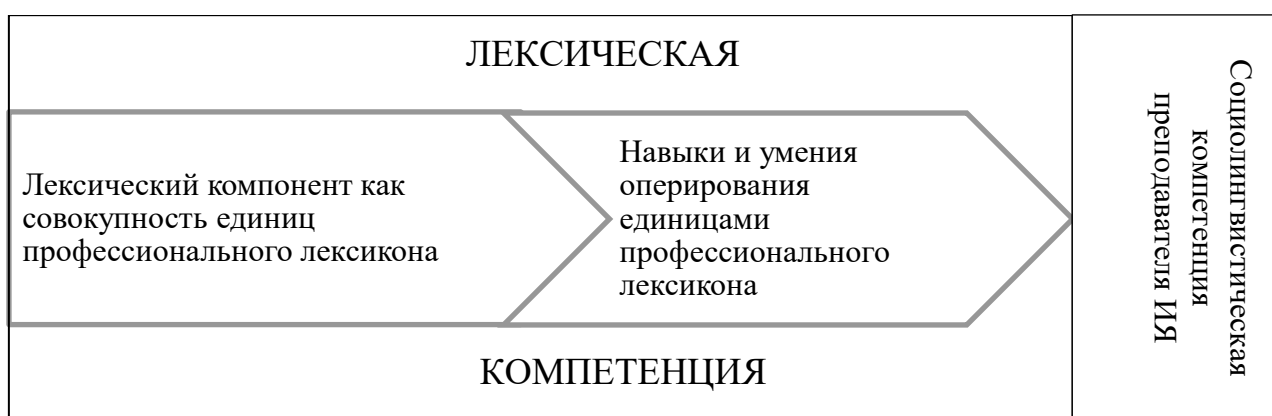 ЛЕКСИЧЕСКАЯ
Лексический компонент как
совокупность единиц
профессионального лексикона
Навыки и умения
оперирования
единицами
профессионального
лексикона
КОМПЕТЕНЦИЯ
Социолингвистическая
компетенция
преподавателя ИЯ